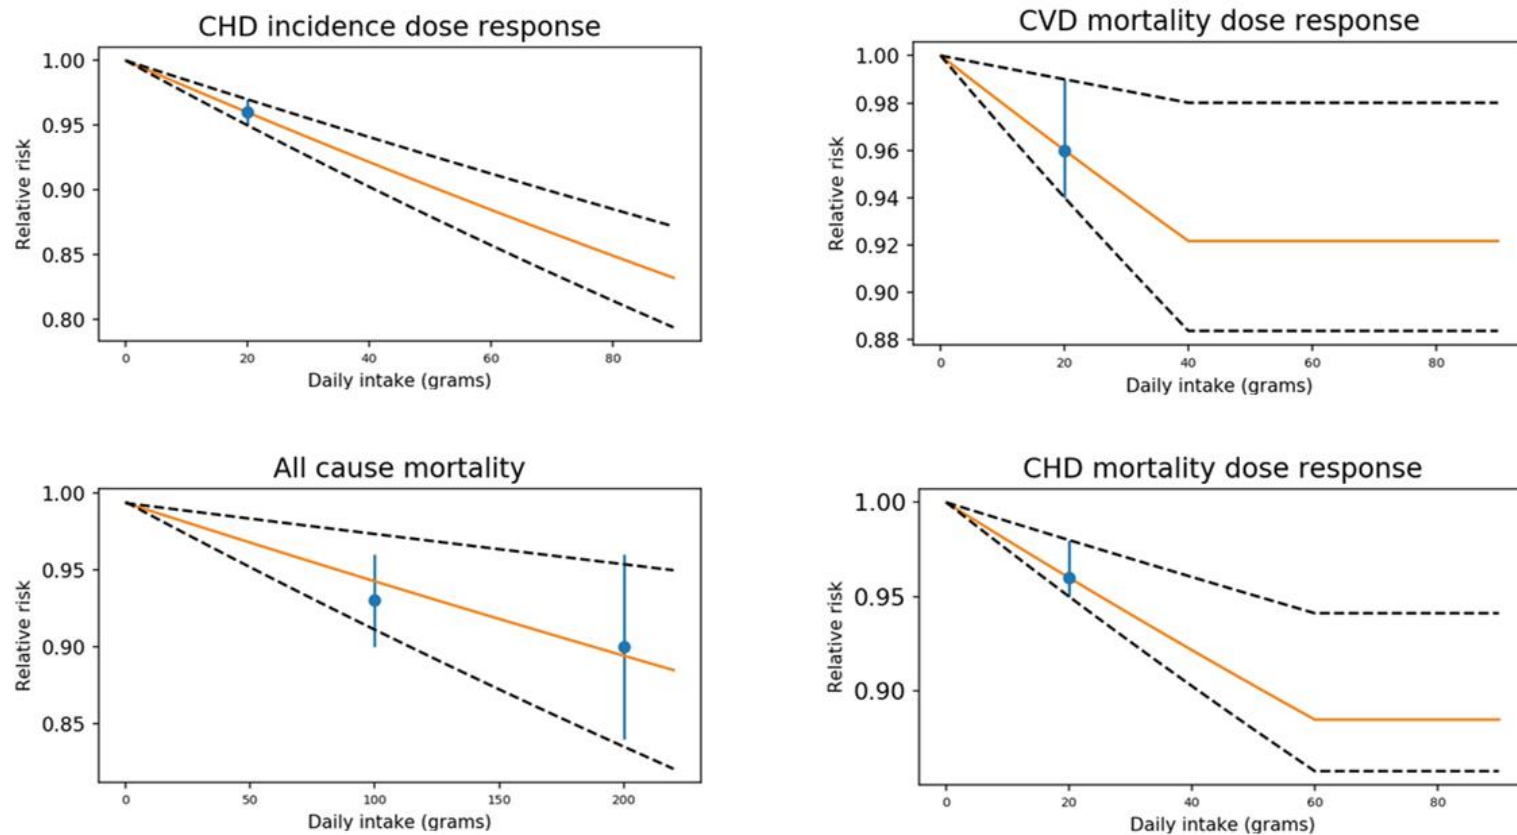 CHD incidence dose response
1.00
0.95
0.90
0.85
0.80
Relative risk
0 20 40 60 80
Daily intake (grams)
CVD mortality dose response
1.00
0.98
0.96
0.94
0.92
0.90
0.88
Relative risk
0 20 40 60 80
Daily intake (grams)
All cause mortality
1.00
0.95
0.90
0.85
Relative risk
0 50 100 150 200
Daily intake (grams)
CHD mortality dose response
1.00
0.95
0.90
Relative risk
0 20 40 60 80
Daily intake (grams)